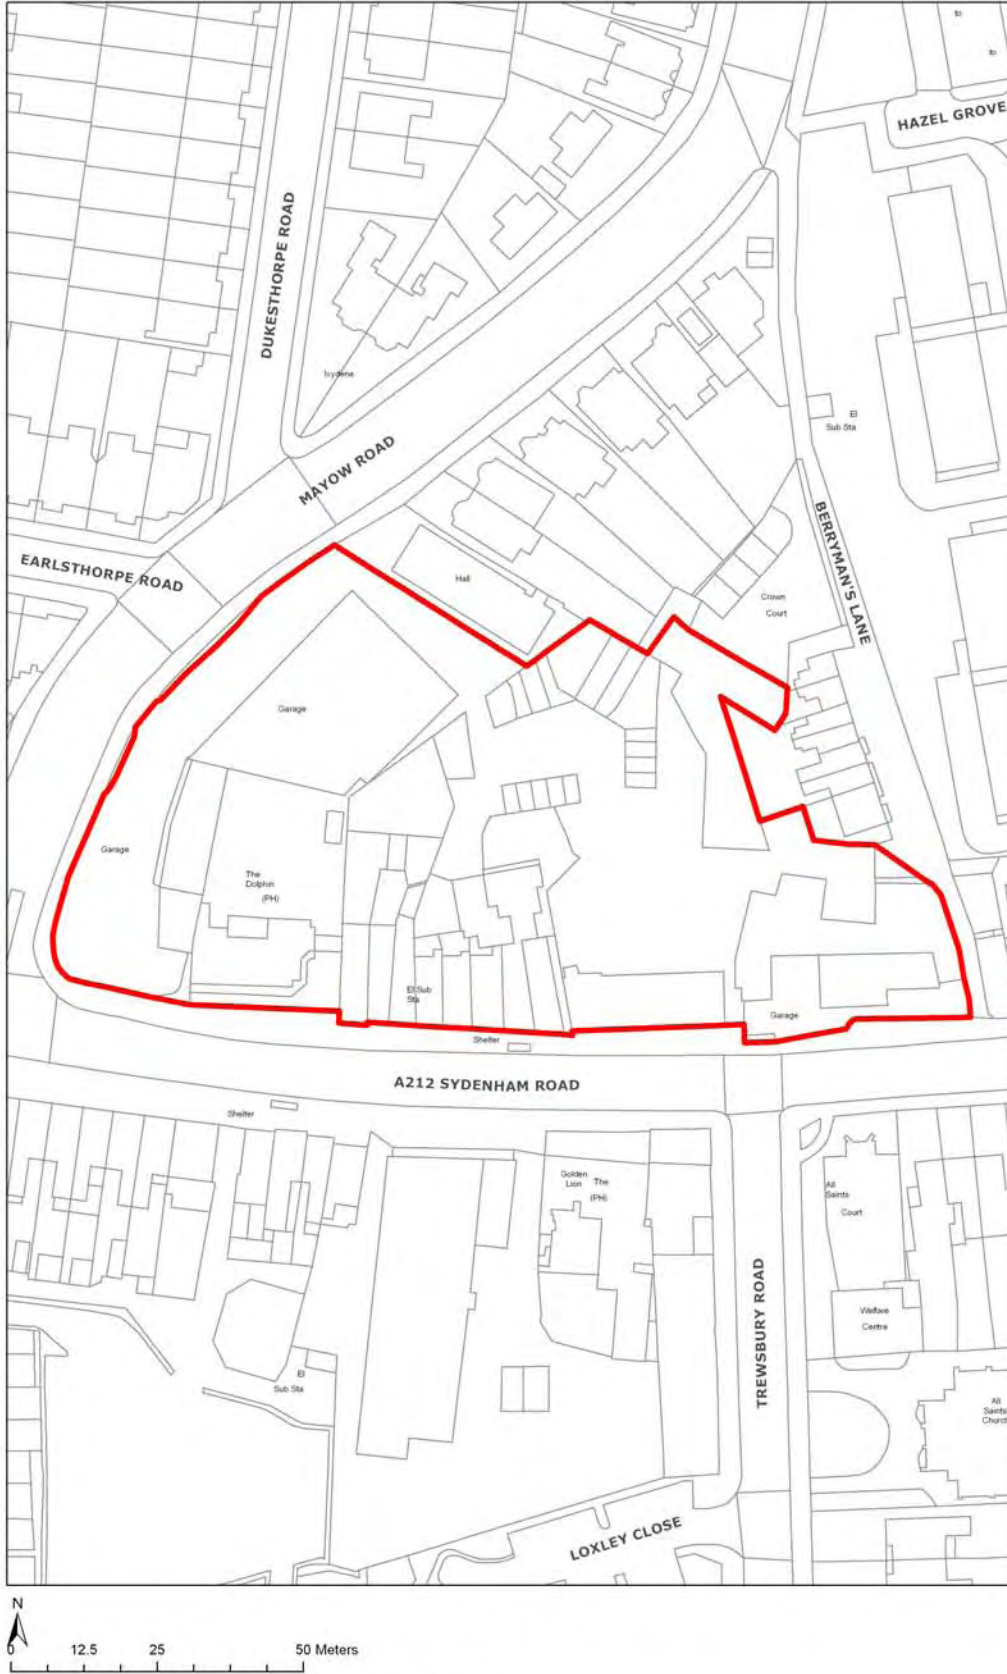 to
to
HAZEL GROVE
DUKESTHORPE ROAD
Ivydene
El
Sub Sta
MAYOW ROAD
BERRYMAN'S LANE
EARLSTHORPE ROAD
Hall
Crown
Court
Garage
Garage
The
Dolphin
(PH)
El Sub
Sta
Garage
Shelter
A212 SYDENHAM ROAD
Shelter
Golden
Lion
The
(PH)
All
Saints
Court
TREWSBURY ROAD
Welfare
Centre
El
Sub Sta
All
Saints
Church
LOXLEY CLOSE
N
0 12.5 25 50 Meters